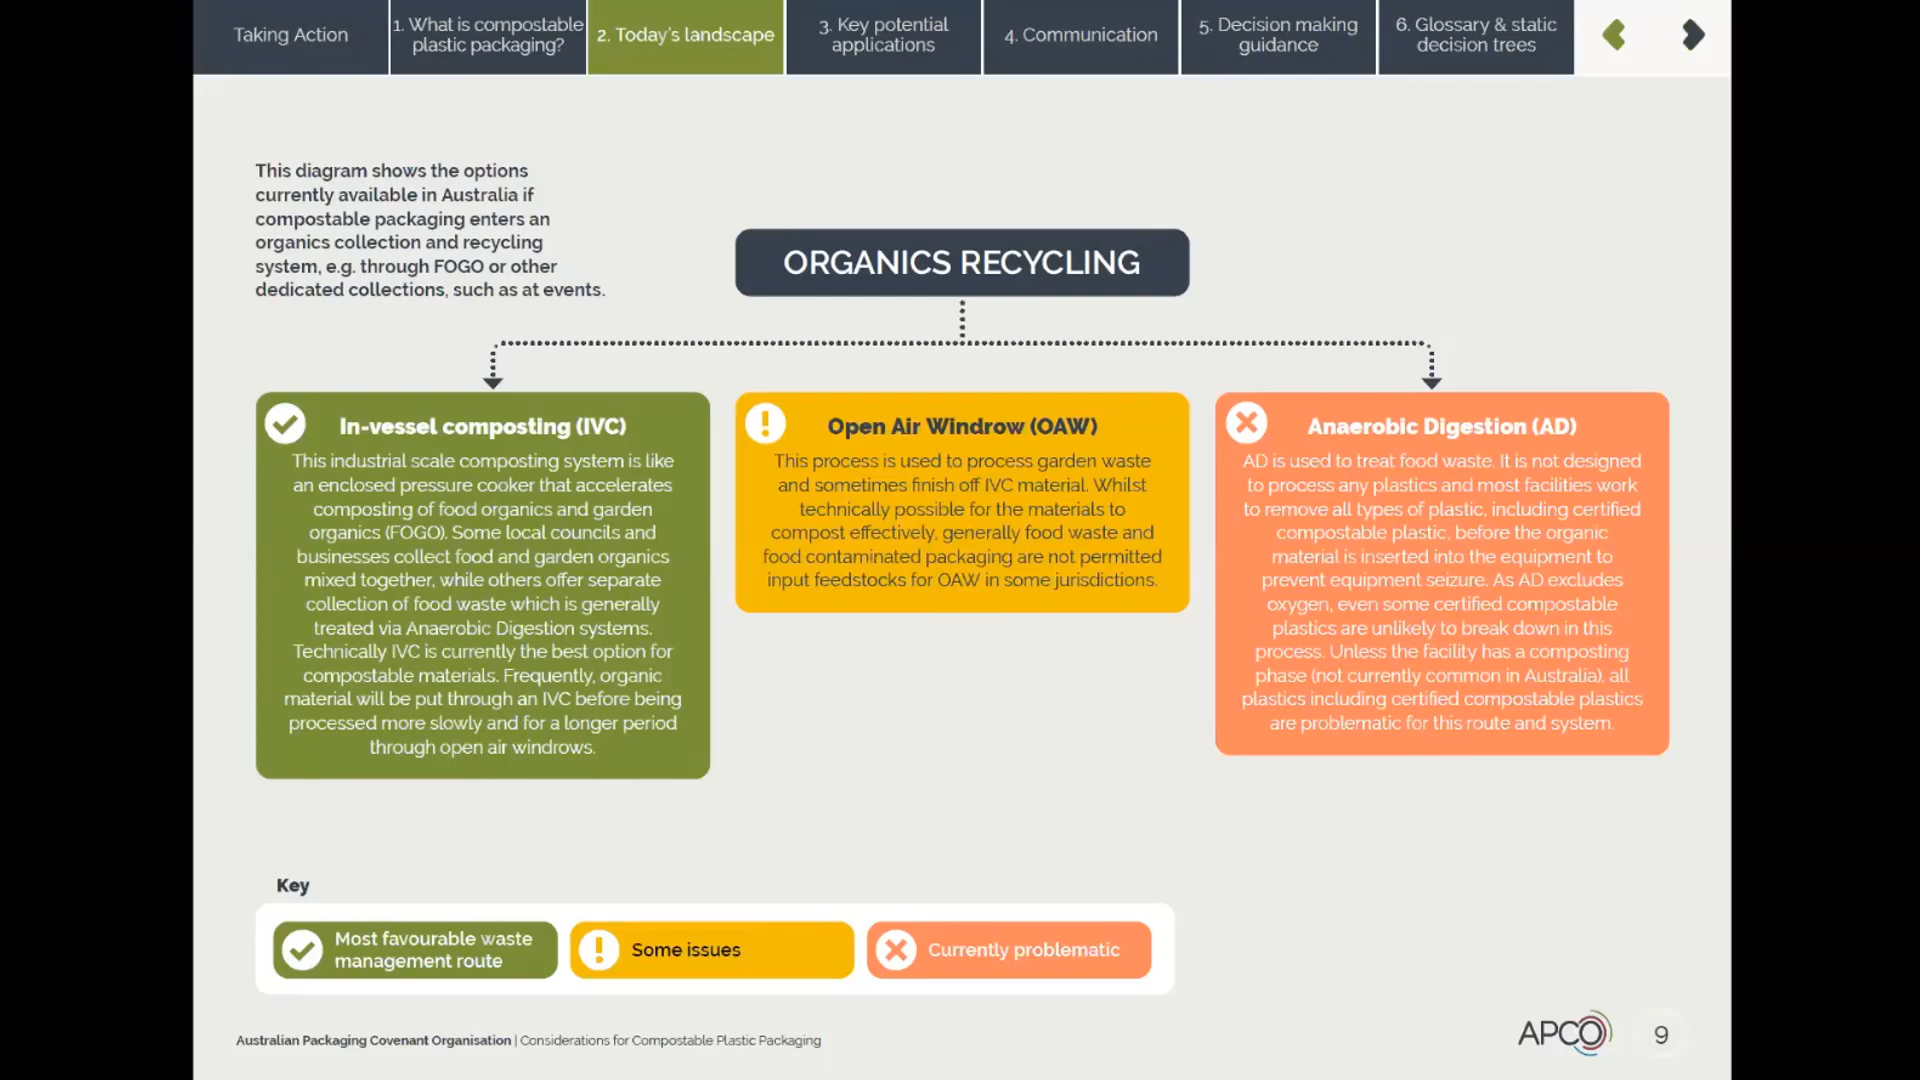 Taking Action
1. What is compostable
plastic packaging?
2. Today's landscape
3. Key potential
applications
4. Communication
5. Decision making
guidance
6. Glossary & static
decision trees
This diagram shows the options
currently available in Australia if
compostable packaging enters an
organics collection and recycling
system, e.g. through FOGO or other
dedicated collections, such as at events.
ORGANICS RECYCLING
In-vessel composting (IVC)
This industrial scale composting system is like
an enclosed pressure cooker that accelerates
composting of food organics and garden
organics (FOGO). Some local councils and
businesses collect food and garden organics
mixed together, while others offer separate
collection of food waste which is generally
treated via Anaerobic Digestion systems.
Technically IVC is currently the best option for
compostable materials. Frequently, organic
material will be put through an IVC before being
processed more slowly and for a longer period
through open air windrows.
Open Air Windrow (OAW)
This process is used to process garden waste
and sometimes finish off IVC material. Whilst
technically possible for the materials to
compost effectively, generally food waste and
food contaminated packaging are not permitted
input feedstocks for OAW in some jurisdictions.
Anaerobic Digestion (AD)
AD is used to treat food waste. It is not designed
to process any plastics and most facilities work
to remove all types of plastic, including certified
compostable plastic, before the organic
material is inserted into the equipment to
prevent equipment seizure. As AD excludes
oxygen, even some certified compostable
plastics are unlikely to break down in this
process. Unless the facility has a composting
phase (not currently common in Australia), all
plastics including certified compostable plastics
are problematic for this route and system.
Key
Most favourable waste
management route
Some issues
Currently problematic
Australian Packaging Covenant Organisation | Considerations for Compostable Plastic Packaging
APCO
9